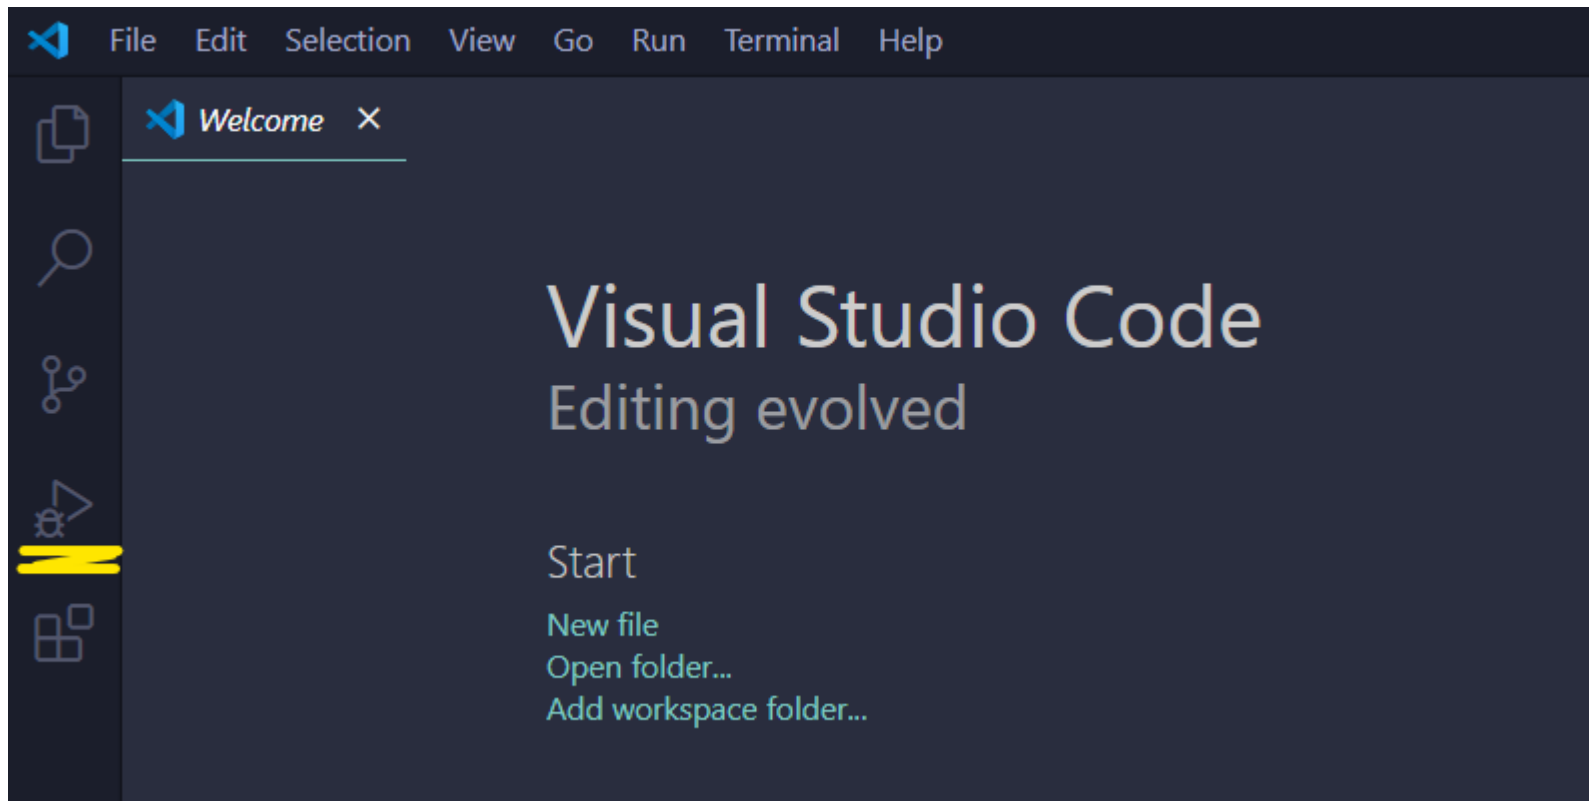 File Edit Selection View Go Run Terminal Help
Welcome
Visual Studio Code
Editing evolved
Start
New file
Open folder...
Add workspace folder...